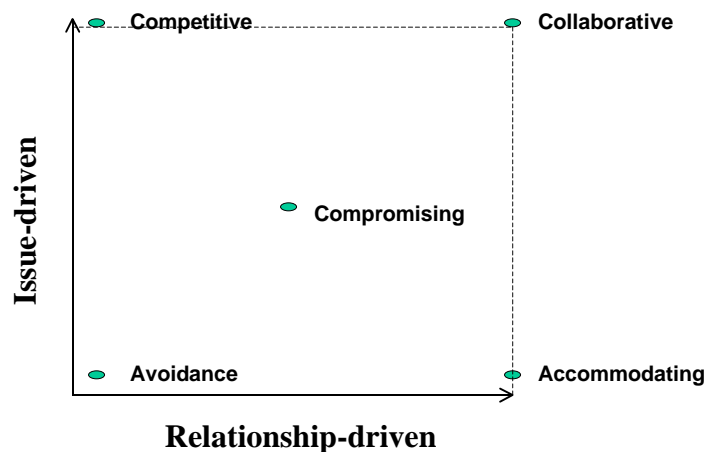 Competitive
Collaborative
Issue-driven
Compromising
Avoidance
Accommodating
Relationship-driven